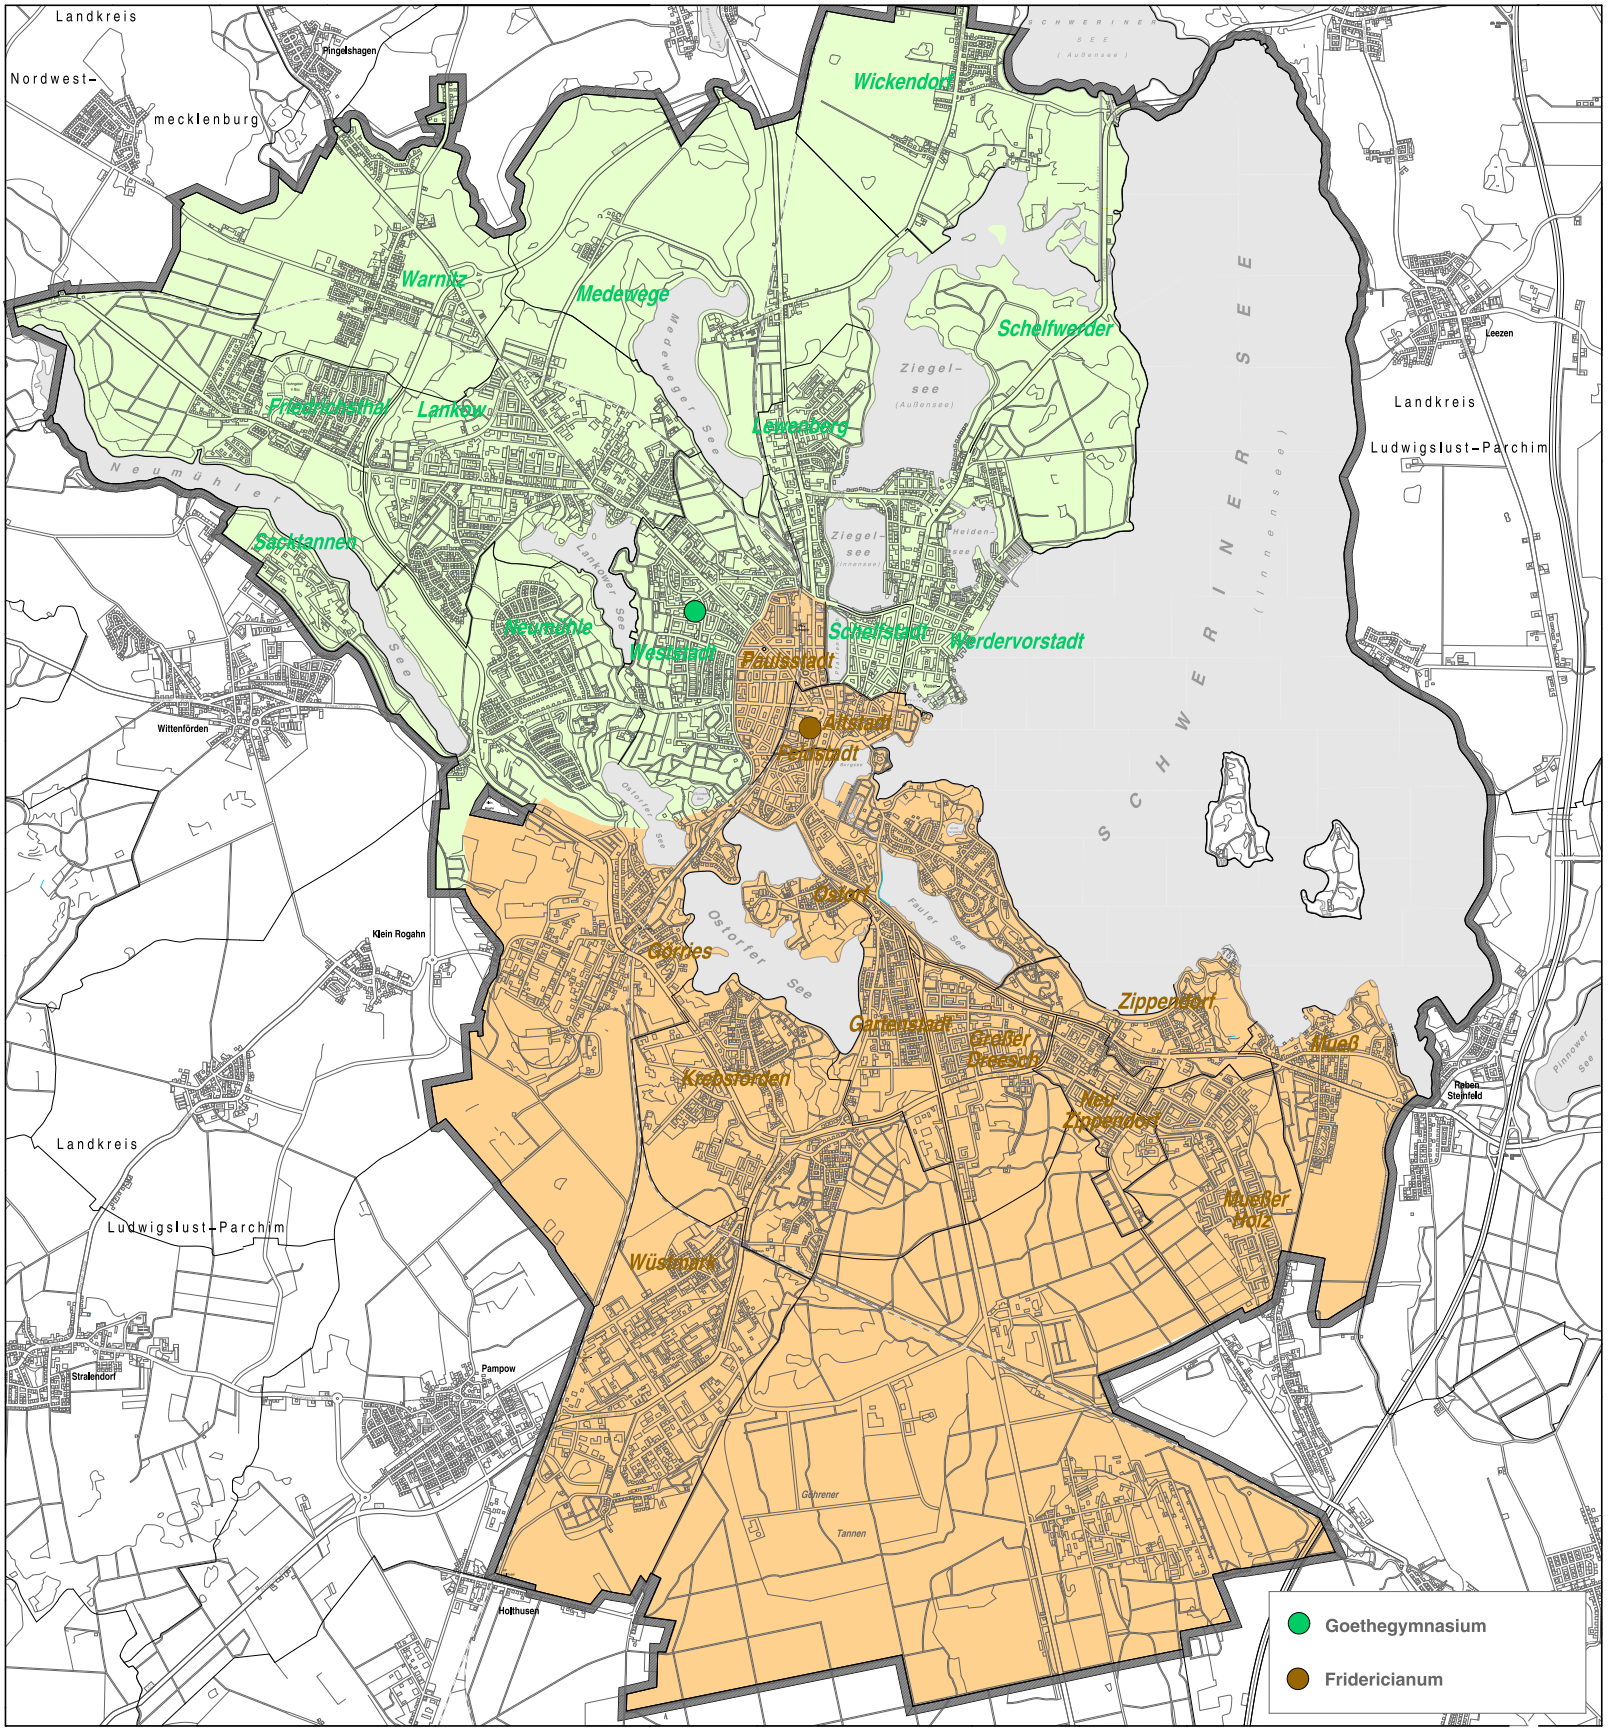 Landkreis
Pingelshagen
Nordwest-
mecklenburg
SCHWERINER
SEE
(Außensee)
Wickendorf
Warnitz
Medewege
Medeweger See
Schelfwerder
Ziegel-
see
(Außensee)
Leezen
Friedrichsthal
Lankow
Lewenberg
Landkreis
Ludwigslust-Parchim
Neumühler
See
Sacktannen
Lankower See
Ziegel-
see
(Innensee)
Heiden-
see
SCHWERINER SEE
(Innensee)
Neumühle
Weststadt
Schelfstadt
Werdervorstadt
Paulsstadt
Wittenförden
Altstadt
Feldstadt
Burgsee
Ostorfer
See
Ostorf
Fauler
See
Klein Rogahn
Görries
Ostorfer
See
Zippendorf
Gartenstadt
Großer
Dreesch
Mueß
Pinnower
See
Krebsförden
Neu
Zippendorf
Raben
Steinfeld
Landkreis
Ludwigslust-Parchim
Mueßer
Holz
Wüstmark
Pampow
Stralendorf
Göhrener
Tannen
Holthusen
Goethegymnasium
Fridericianum